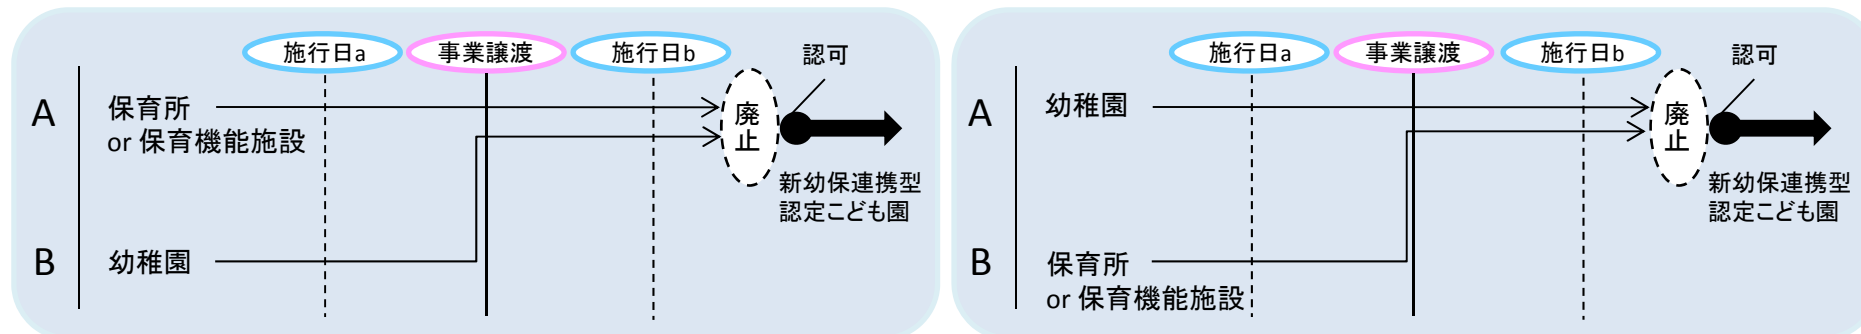 施行日a
事業譲渡
施行日b
認可
A
保育所
or 保育機能施設
廃止
新幼保連携型
認定こども園
B
幼稚園
施行日a
事業譲渡
施行日b
認可
A
幼稚園
廃止
新幼保連携型
認定こども園
B
保育所
or 保育機能施設